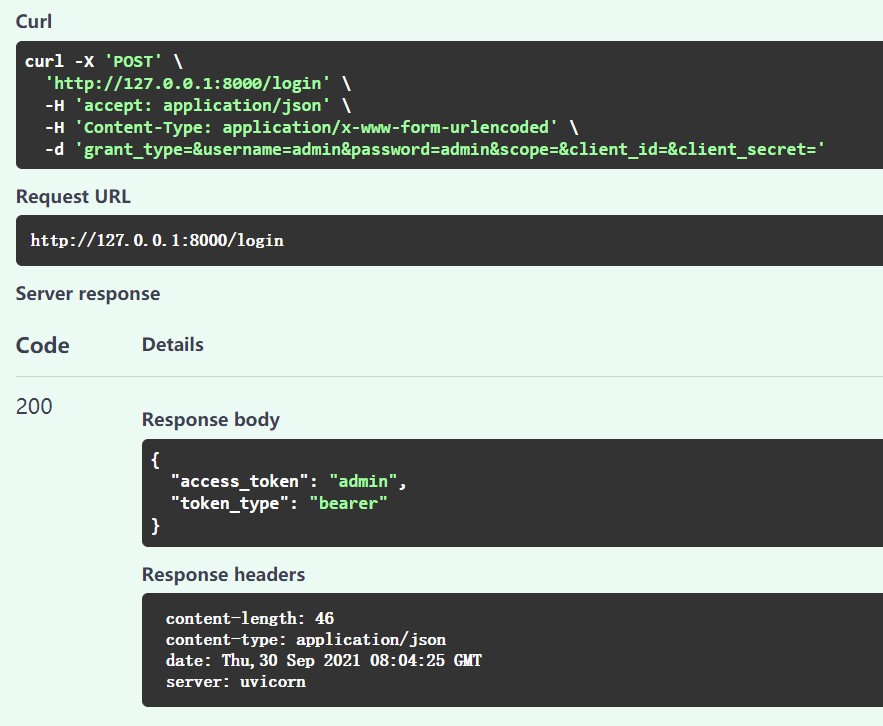 Curl
curl -X 'POST' \
  'http://127.0.0.1:8000/login' \
  -H 'accept: application/json' \
  -H 'Content-Type: application/x-www-form-urlencoded' \
  -d 'grant_type=&username=admin&password=admin&scope=&client_id=&client_secret='
Request URL
http://127.0.0.1:8000/login
Server response
Code Details
200
Response body
{
  "access_token": "admin",
  "token_type": "bearer"
}
Response headers
content-length: 46
content-type: application/json
date: Thu,30 Sep 2021 08:04:25 GMT
server: uvicorn